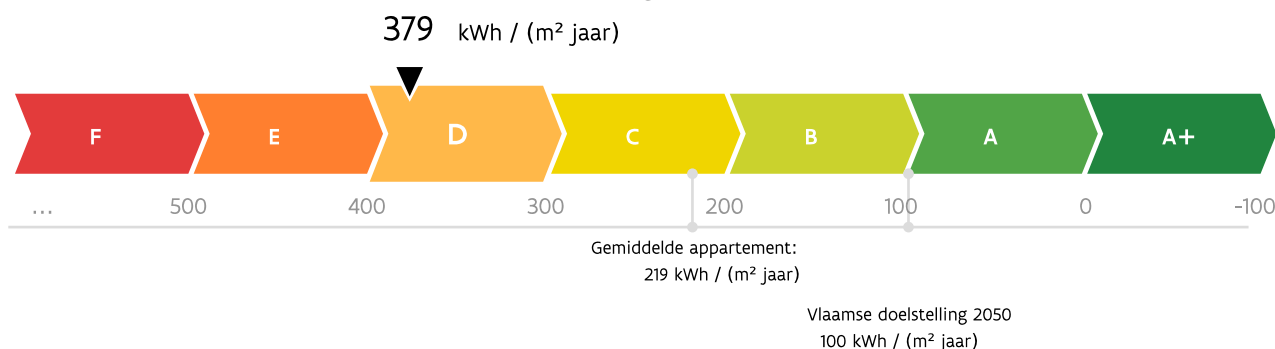 379 kWh / (m² jaar)
F E D C B A A+
... 500 400 300 200 100 0 -100
Gemiddelde appartement:
219 kWh / (m² jaar)
Vlaamse doelstelling 2050
100 kWh / (m² jaar)